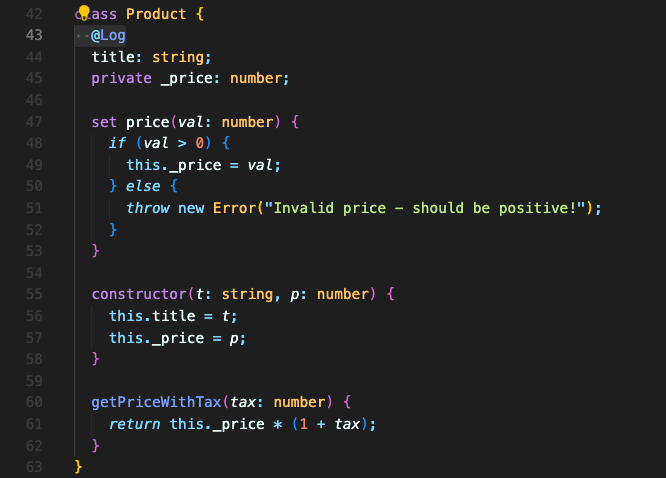 42 class Product {
43 @Log
44 title: string;
45 private _price: number;
46
47 set price(val: number) {
48 if (val > 0) {
49 this._price = val;
50 } else {
51 throw new Error("Invalid price – should be positive!");
52 }
53 }
54
55 constructor(t: string, p: number) {
56 this.title = t;
57 this._price = p;
58 }
59
60 getPriceWithTax(tax: number) {
61 return this._price * (1 + tax);
62 }
63 }